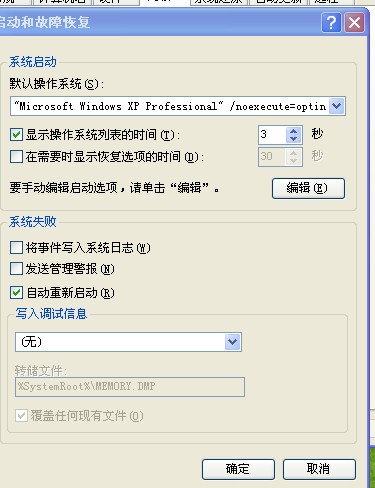 启动和故障恢复
系统启动
默认操作系统(S):
"Microsoft Windows XP Professional" /noexecute=optin
显示操作系统列表的时间(T):
3
秒
在需要时显示恢复选项的时间(D):
30
秒
要手动编辑启动选项，请单击“编辑”。
编辑(E)
系统失败
将事件写入系统日志(W)
发送管理警报(N)
自动重新启动(R)
写入调试信息
(无)
转储文件:
%SystemRoot%\MEMORY.DMP
覆盖任何现有文件(O)
确定
取消